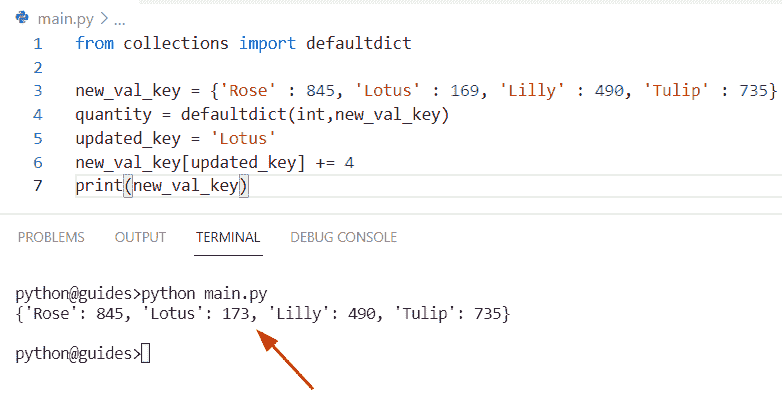 main.py > ...
1 from collections import defaultdict
2
3 new_val_key = {'Rose' : 845, 'Lotus' : 169, 'Lilly' : 490, 'Tulip' : 735}
4 quantity = defaultdict(int,new_val_key)
5 updated_key = 'Lotus'
6 new_val_key[updated_key] += 4
7 print(new_val_key)
PROBLEMS OUTPUT TERMINAL DEBUG CONSOLE
python@guides>python main.py
{'Rose': 845, 'Lotus': 173, 'Lilly': 490, 'Tulip': 735}
python@guides>